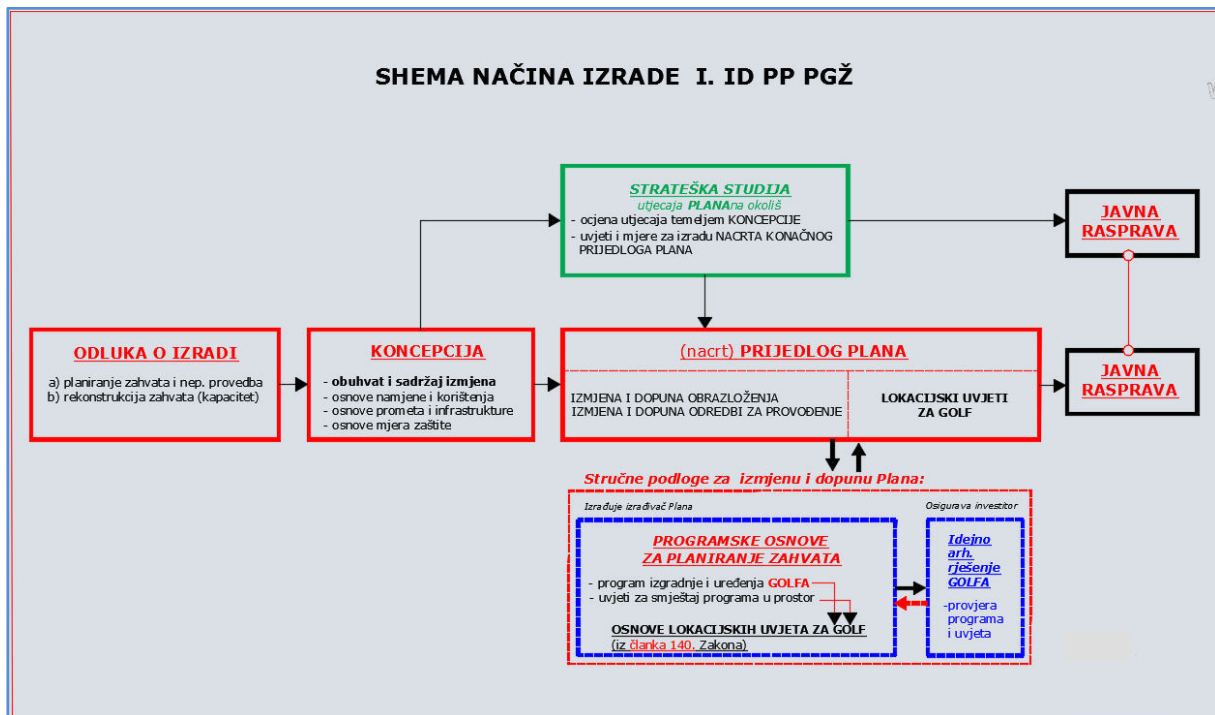 SHEMA NAČINA IZRADE I. ID PP PGŽ
STRATEŠKA STUDIJA
utjecaja PLANAna okoliš
- ocjena utjecaja temeljem KONCEPCIJE
- uvjeti i mjere za izradu NACRTA KONAČNOG
PRIJEDLOGA PLANA
JAVNA
RASPRAVA
ODLUKA O IZRADI
a) planiranje zahvata i nep. provedba
b) rekonstrukcija zahvata (kapacitet)
KONCEPCIJA
- obuhvat i sadržaj izmjena
- osnove namjene i korištenja
- osnove prometa i infrastrukture
- osnove mjera zaštite
(nacrt) PRIJEDLOG PLANA
IZMJENA I DOPUNA OBRAZLOŽENJA
IZMJENA I DOPUNA ODREDBI ZA PROVOĐENJE
LOKACIJSKI UVJETI
ZA GOLF
JAVNA
RASPRAVA
Stručne podloge za izmjenu i dopunu Plana:
Izrađuje izrađivač Plana
PROGRAMSKE OSNOVE
ZA PLANIRANJE ZAHVATA
- program izgradnje i uređenja GOLFA
- uvjeti za smještaj programa u prostor
OSNOVE LOKACIJSKIH UVJETA ZA GOLF
(iz članka 140. Zakona)
Osigurava investitor
Idejno
arh.
rješenje
GOLFA
-provjera
programa
i uvjeta